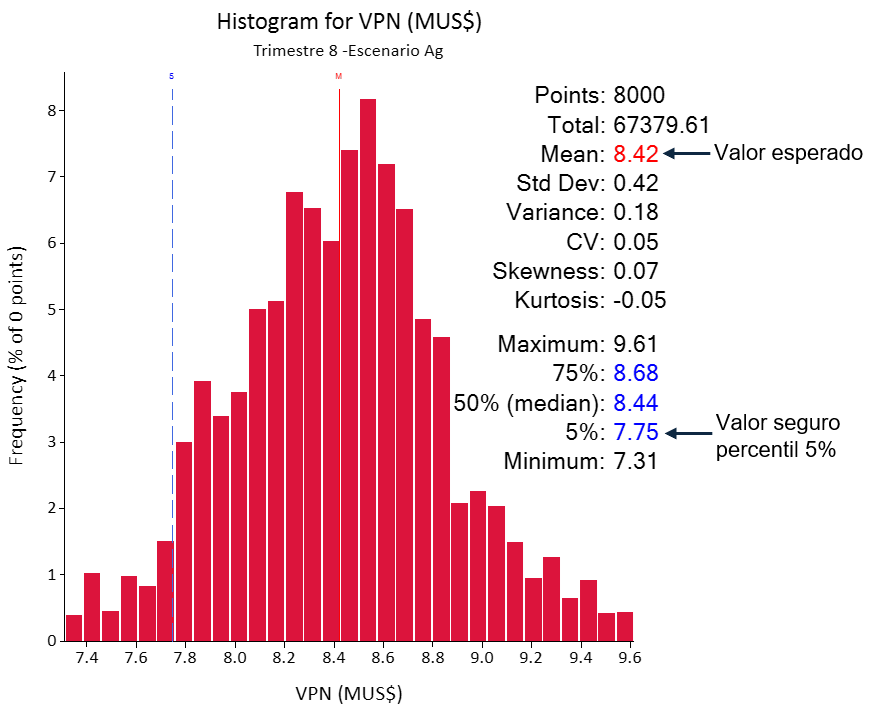 Histogram for VPN (MUS$)
Trimestre 8 -Escenario Ag
5
M
Points: 8000
Total: 67379.61
Mean: 8.42
Valor esperado
Std Dev: 0.42
Variance: 0.18
CV: 0.05
Skewness: 0.07
Kurtosis: -0.05
Maximum: 9.61
75%: 8.68
50% (median): 8.44
5%: 7.75
Valor seguro
percentil 5%
Minimum: 7.31
Frequency (% of 0 points)
8
7
6
5
4
3
2
1
0
7.4 7.6 7.8 8.0 8.2 8.4 8.6 8.8 9.0 9.2 9.4 9.6
VPN (MUS$)